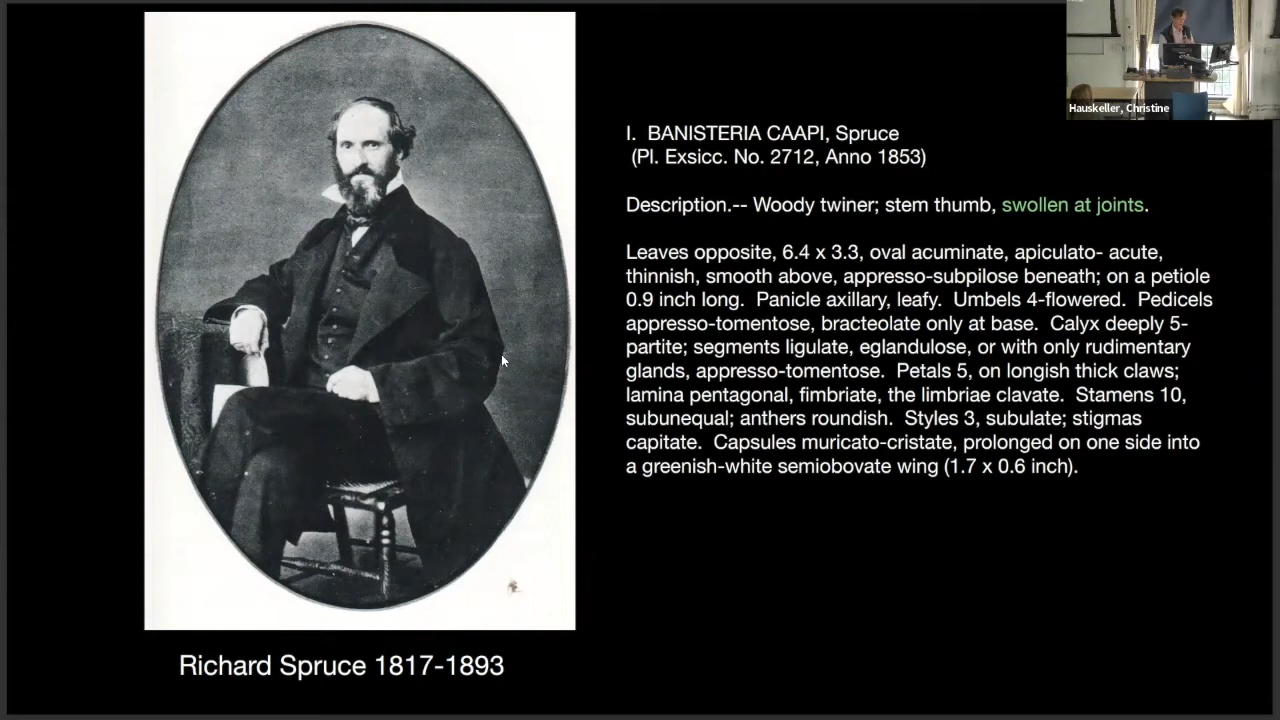 Hauskeller, Christine
I. BANISTERIA CAAPI, Spruce
(Pl. Exsicc. No. 2712, Anno 1853)
Description.-- Woody twiner; stem thumb, swollen at joints.
Leaves opposite, 6.4 x 3.3, oval acuminate, apiculato- acute,
thinnish, smooth above, appresso-subpilose beneath; on a petiole
0.9 inch long. Panicle axillary, leafy. Umbels 4-flowered. Pedicels
appresso-tomentose, bracteolate only at base. Calyx deeply 5-
partite; segments ligulate, eglandulose, or with only rudimentary
glands, appresso-tomentose. Petals 5, on longish thick claws;
lamina pentagonal, fimbriate, the limbriae clavate. Stamens 10,
subunequal; anthers roundish. Styles 3, subulate; stigmas
capitate. Capsules muricato-cristate, prolonged on one side into
a greenish-white semiobovate wing (1.7 x 0.6 inch).
Richard Spruce 1817-1893